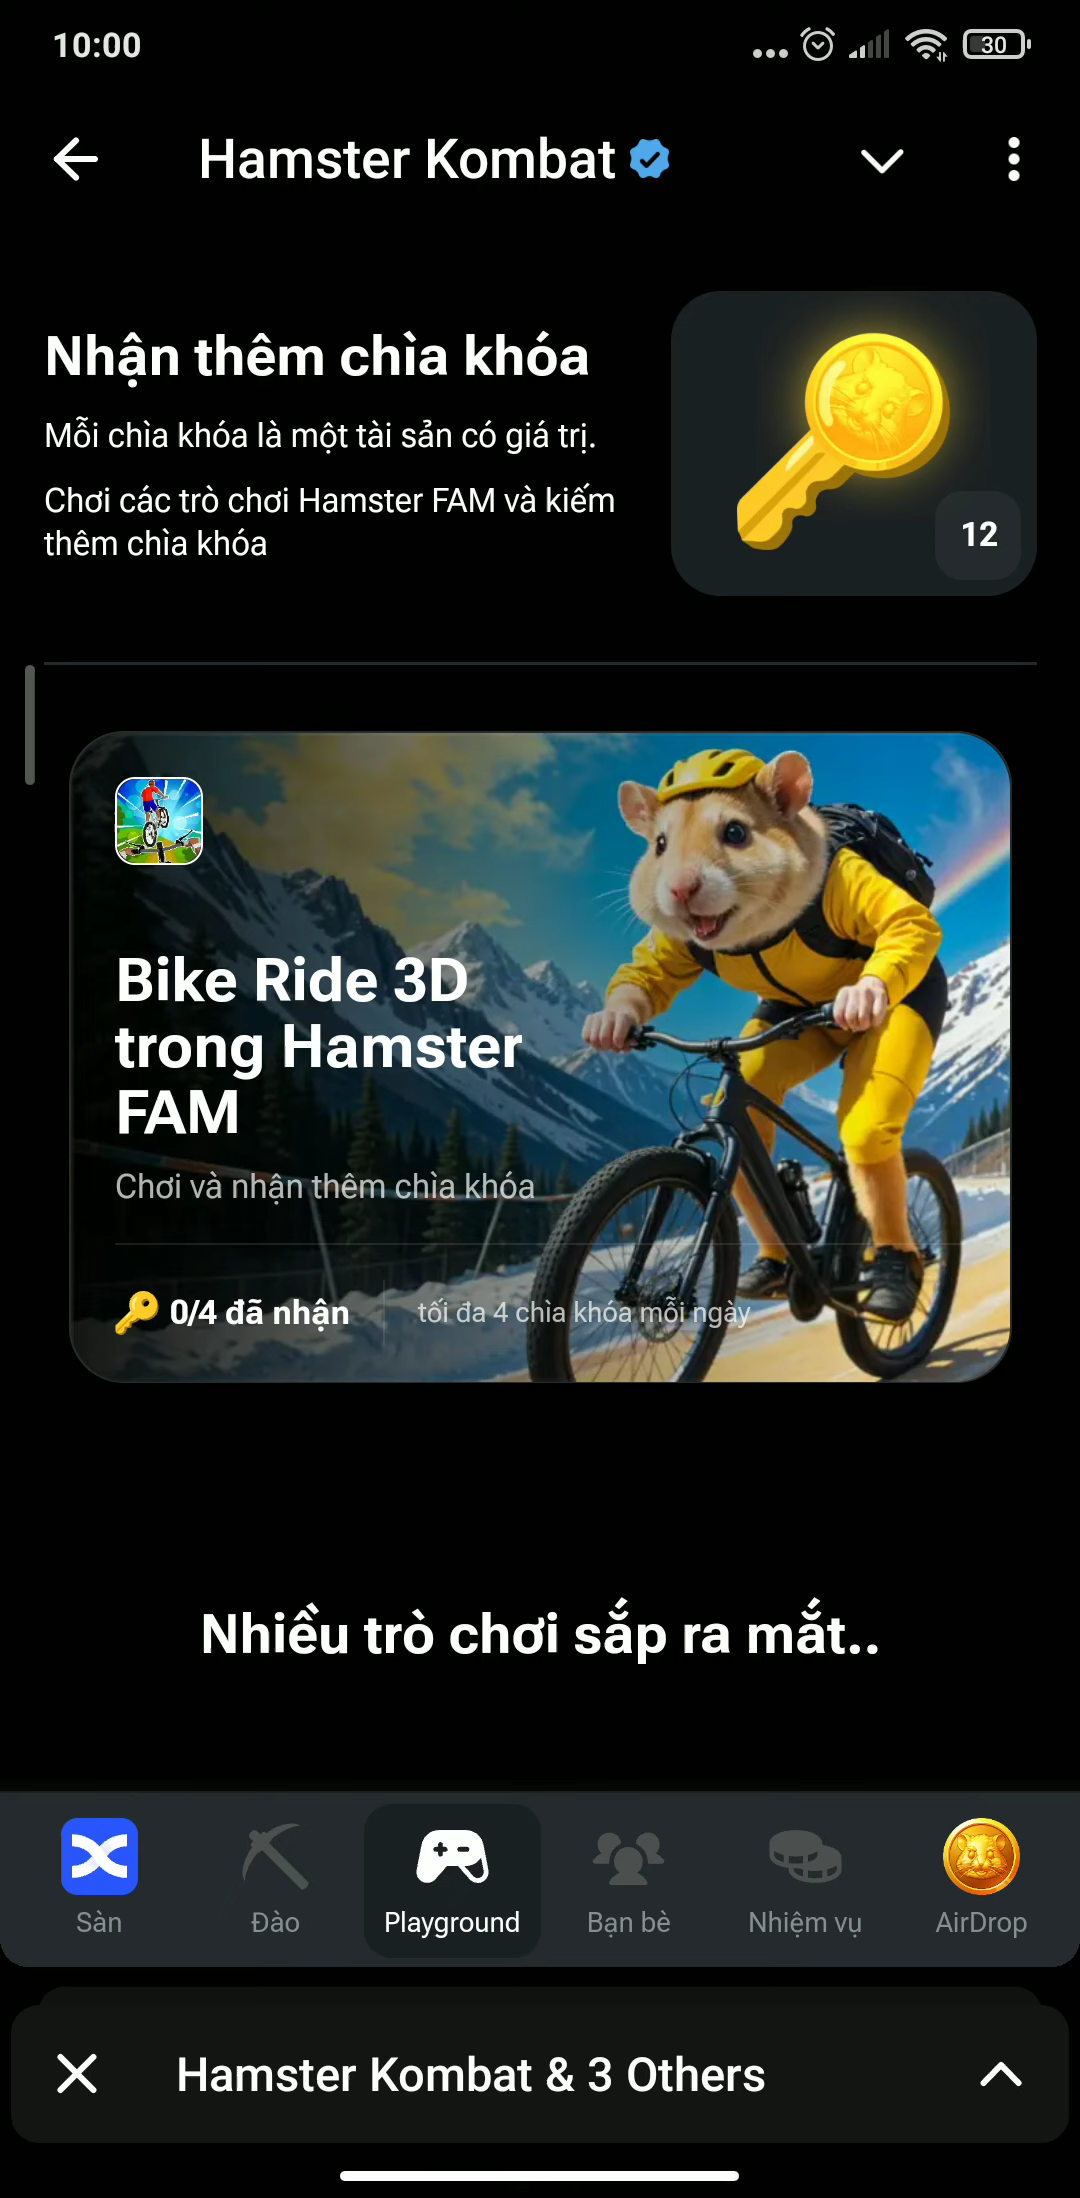 10:00
30
Hamster Kombat
Nhận thêm chìa khóa
Mỗi chìa khóa là một tài sản có giá trị.
Chơi các trò chơi Hamster FAM và kiếm
thêm chìa khóa
12
Bike Ride 3D
trong Hamster
FAM
Chơi và nhận thêm chìa khóa
0/4 đã nhận
tối đa 4 chìa khóa mỗi ngày
Nhiều trò chơi sắp ra mắt..
Sàn
Đào
Playground
Bạn bè
Nhiệm vụ
AirDrop
Hamster Kombat & 3 Others